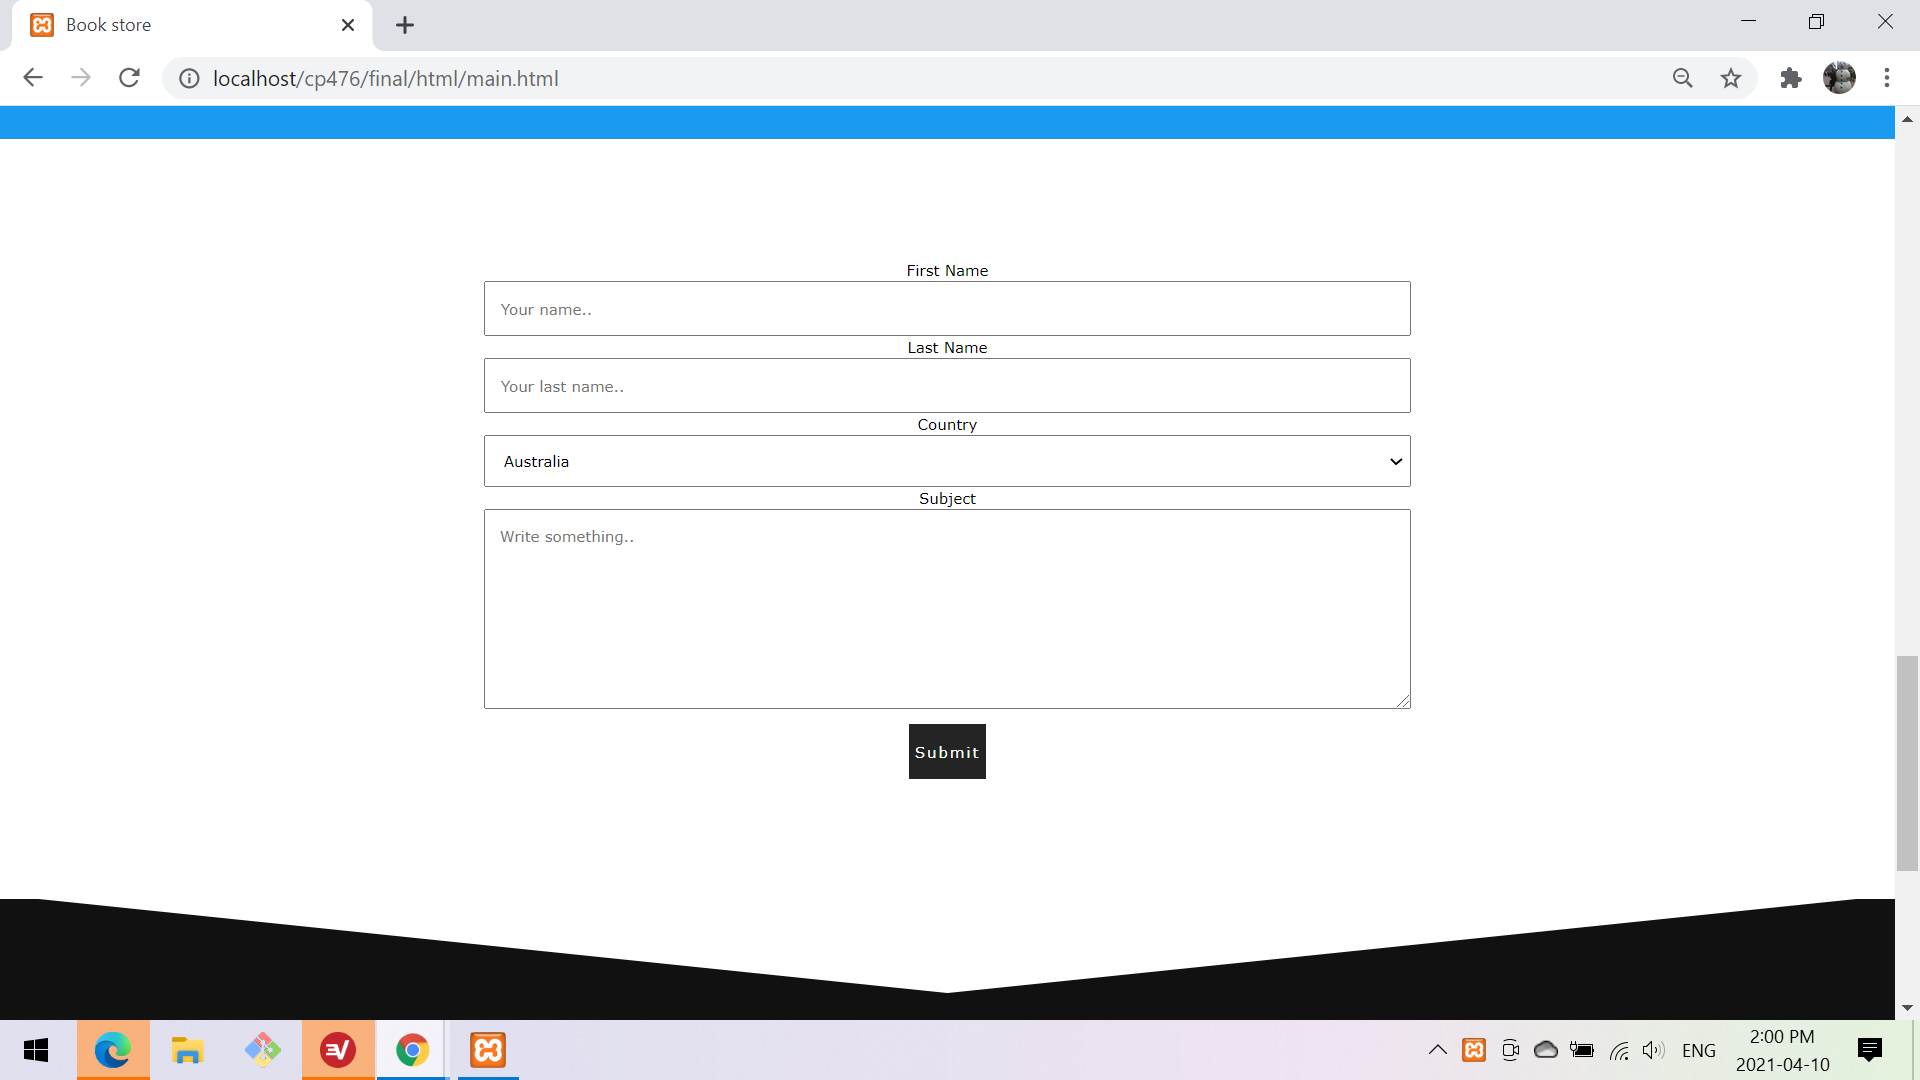 Book store
localhost/cp476/final/html/main.html
First Name
Your name..
Last Name
Your last name..
Country
Australia
Subject
Write something..
Submit
ENG
2:00 PM
2021-04-10